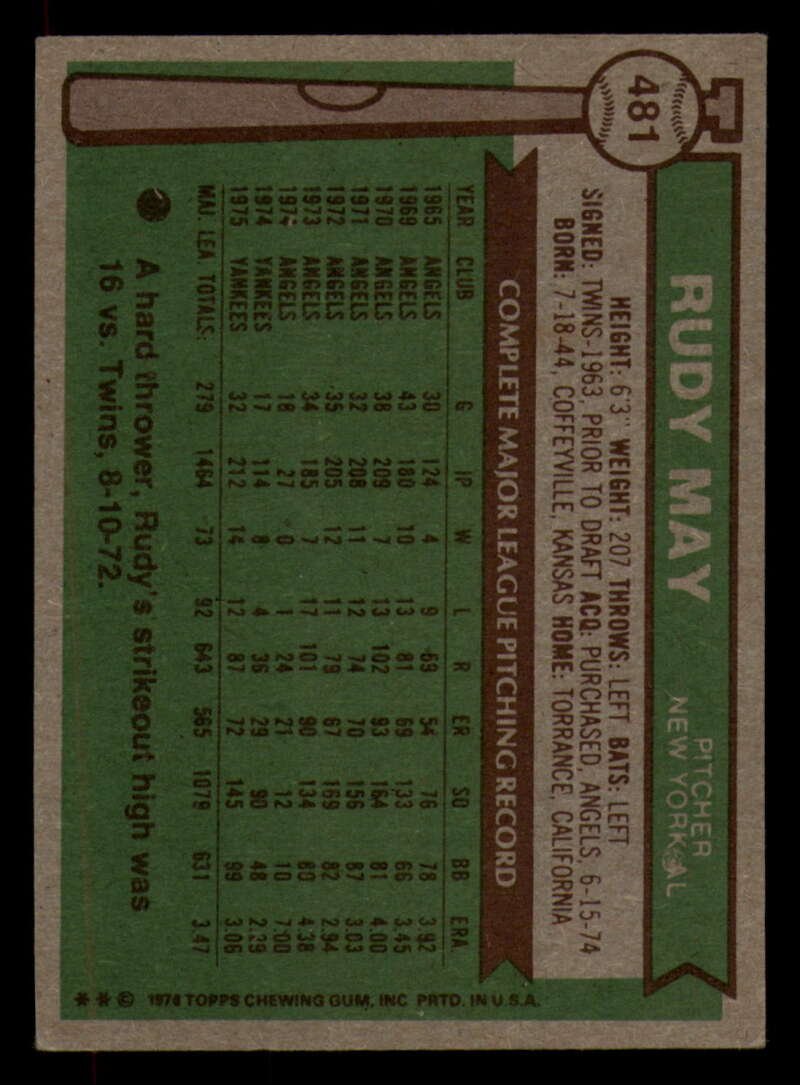 481
RUDY MAY
PITCHER
NEW YORK-AL
HEIGHT: 6'3" WEIGHT: 207 THROWS: LEFT BATS: LEFT
SIGNED: TWINS-1963, PRIOR TO DRAFT ACQ: PURCHASED, ANGELS, 6-15-74
BORN: 7-18-44, COFFEYVILLE, KANSAS HOME: TORRANCE, CALIFORNIA
COMPLETE MAJOR LEAGUE PITCHING RECORD
YEAR CLUB G IP W L R ER SO BB ERA
1965 ANGELS 30 124 4 9 69 54 76 78 3.92
1969 ANGELS 43 180 10 13 81 69 133 66 3.45
1970 ANGELS 38 209 7 13 102 93 164 81 4.00
1971 ANGELS 32 208 11 12 74 70 156 87 3.03
1972 ANGELS 35 205 12 11 79 67 169 82 2.94
1973 ANGELS 34 185 7 17 101 90 134 80 4.38
1974 ANGELS 18 27 0 1 24 21 12 10 7.00
1974 YANKEES 17 114 8 4 36 29 90 48 2.29
1975 YANKEES 32 212 14 12 87 72 145 99 3.06
MAJ. LEA TOTALS: 279 1464 73 92 643 565 1079 631 3.47
A hard thrower, Rudy's strikeout high was
16 vs. Twins, 8-10-72.
* * © 1976 TOPPS CHEWING GUM, INC PRTD. IN U.S.A.